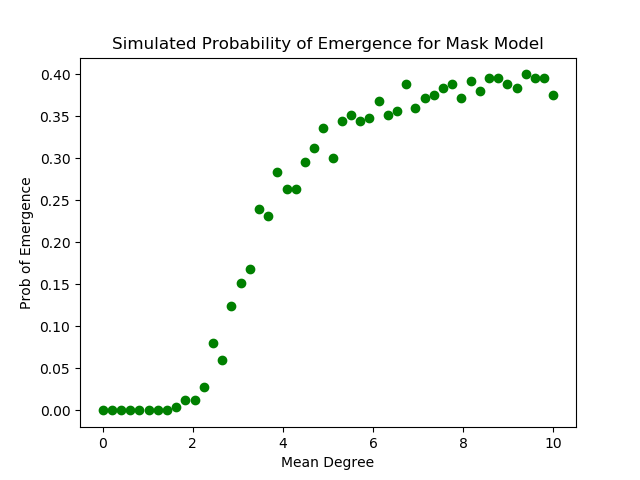 Simulated Probability of Emergence for Mask Model
0.40
0.35
0.30
0.25
0.20
0.15
0.10
0.05
0.00
Prob of Emergence
0 2 4 6 8 10
Mean Degree